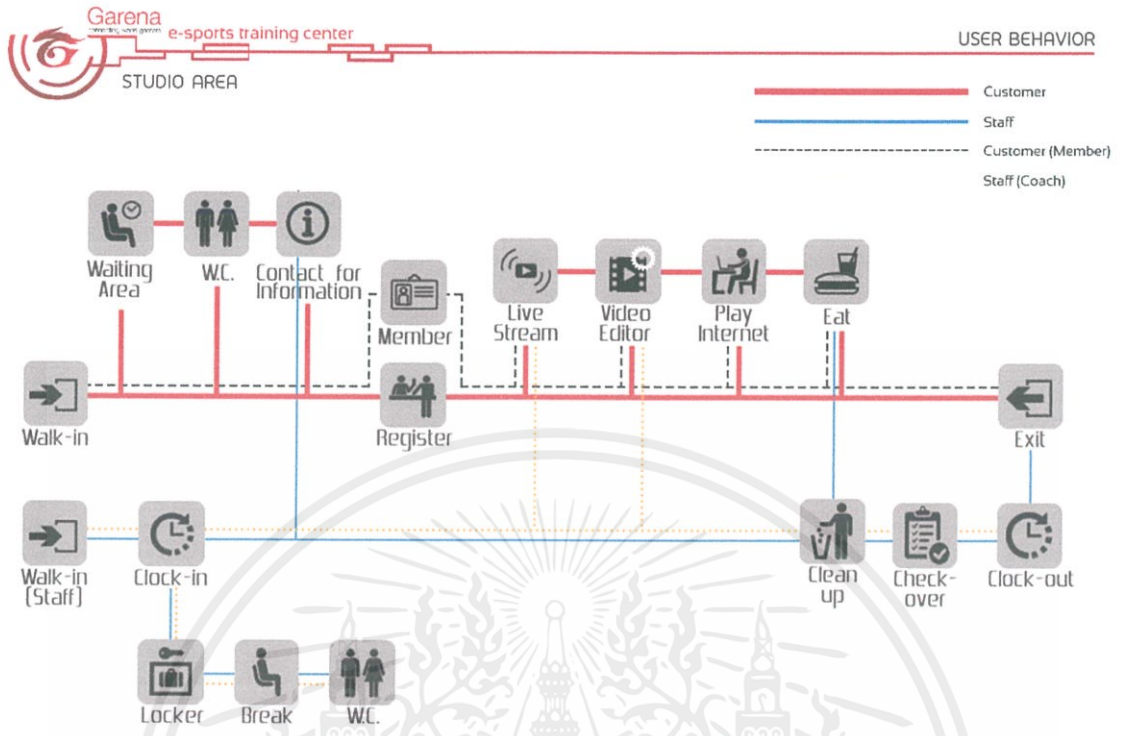 Garena
e-sports training center
USER BEHAVIOR
STUDIO AREA
Customer
Staff
Customer (Member)
Staff (Coach)
Waiting
Area
W.C.
Contact for
Information
Member
Live
Stream
Video
Editor
Play
Internet
Eat
Walk-in
Register
Exit
Walk-in
(Staff)
Clock-in
Clean
up
Check-
over
Clock-out
Locker
Break
W.C.